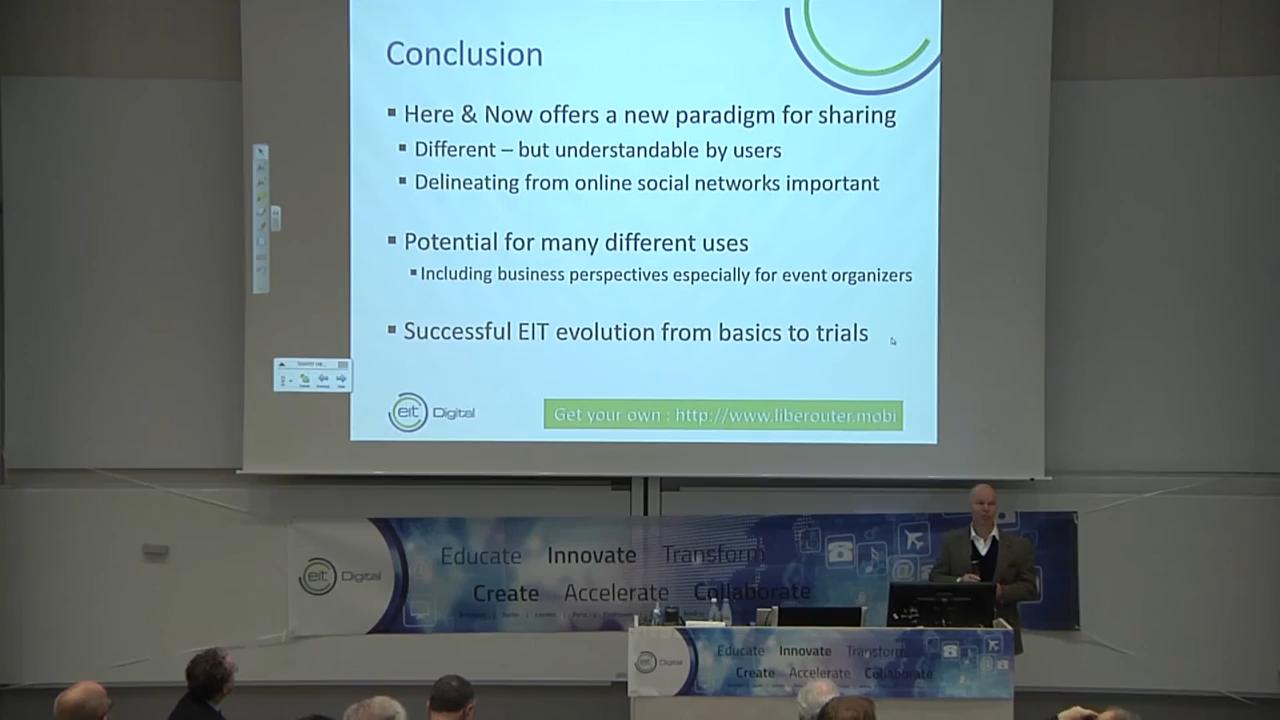 Conclusion
▪ Here & Now offers a new paradigm for sharing
▪ Different – but understandable by users
▪ Delineating from online social networks important
▪ Potential for many different uses
▪ Including business perspectives especially for event organizers
▪ Successful EIT evolution from basics to trials
eit Digital
Get your own : http://www.liberouter.mobi
Educate Innovate Transform
eit Digital
Create Accelerate Collaborate
Educate Innovate Transform
eit Digital
Create Accelerate Collaborate